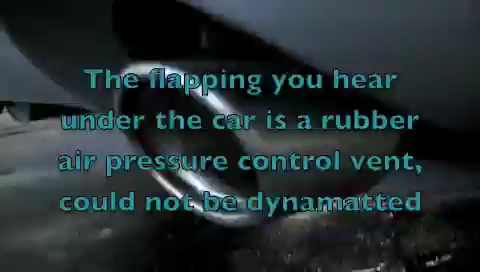 The flapping you hear
under the car is a rubber
air pressure control vent,
could not be dynamatted